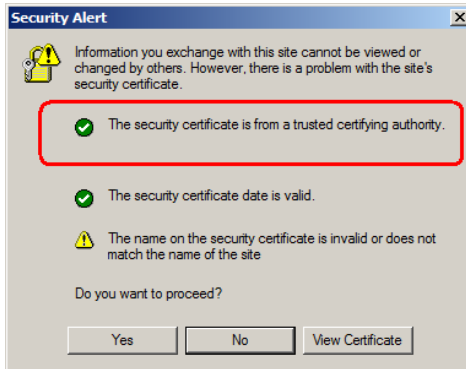 Security Alert
Information you exchange with this site cannot be viewed or
changed by others. However, there is a problem with the site's
security certificate.
The security certificate is from a trusted certifying authority.
The security certificate date is valid.
The name on the security certificate is invalid or does not
match the name of the site
Do you want to proceed?
Yes
No
View Certificate